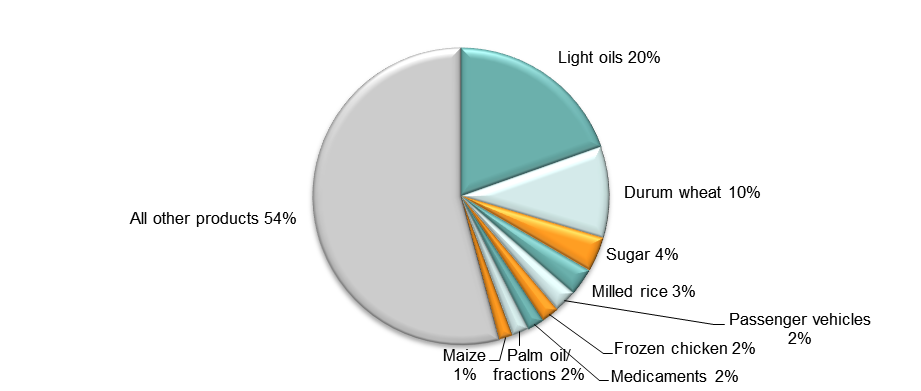 Light oils 20%
Durum wheat 10%
Sugar 4%
Milled rice 3%
Passenger vehicles
2%
Frozen chicken 2%
Medicaments 2%
Palm oil/
fractions 2%
Maize
1%
All other products 54%